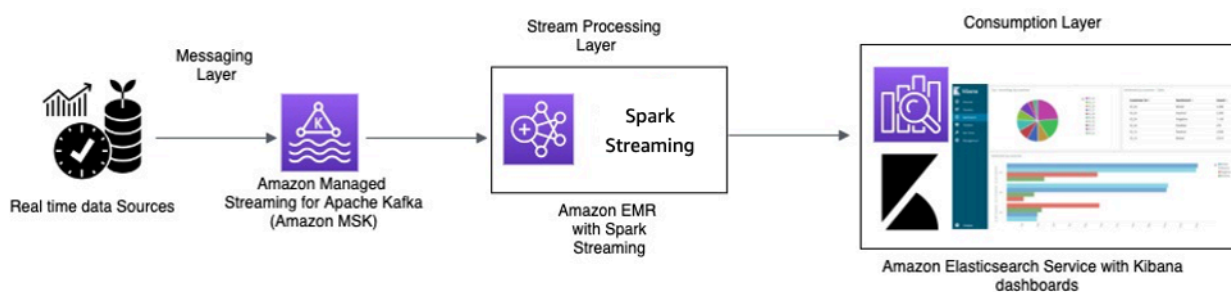 Messaging
Layer
Stream Processing
Layer
Consumption Layer
K
Spark
Streaming
Kibana
Real time data Sources
Amazon Managed
Streaming for Apache Kafka
(Amazon MSK)
Amazon EMR
with Spark
Streaming
Amazon Elasticsearch Service with Kibana
dashboards